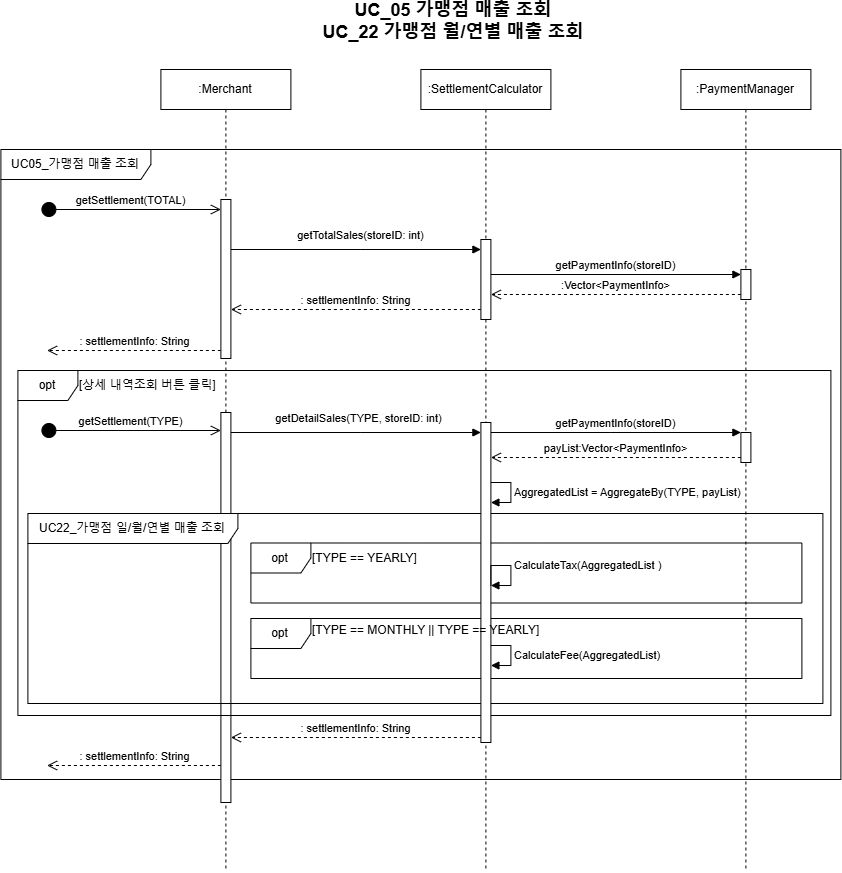 UC_05 가맹점 매출 조회
UC_22 가맹점 월/연별 매출 조회
:Merchant
:SettlementCalculator
:PaymentManager
UC05_가맹점 매출 조회
getSettlement(TOTAL)
getTotalSales(storeID: int)
getPaymentInfo(storeID)
:Vector<PaymentInfo>
: settlementInfo: String
: settlementInfo: String
opt
[상세 내역조회 버튼 클릭]
getSettlement(TYPE)
getDetailSales(TYPE, storeID: int)
getPaymentInfo(storeID)
payList:Vector<PaymentInfo>
AggregatedList = AggregateBy(TYPE, payList)
UC22_가맹점 일/월/연별 매출 조회
opt
[TYPE == YEARLY]
CalculateTax(AggregatedList )
opt
[TYPE == MONTHLY || TYPE == YEARLY]
CalculateFee(AggregatedList)
: settlementInfo: String
: settlementInfo: String